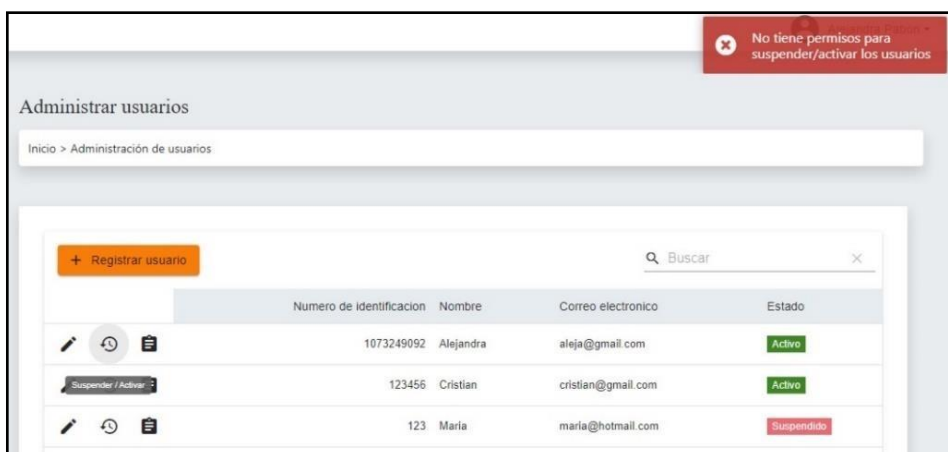 No tiene permisos para
suspender/activar los usuarios
Administrar usuarios
Inicio > Administración de usuarios
+ Registrar usuario
Buscar
Numero de identificacion Nombre Correo electronico Estado
1073249092 Alejandra aleja@gmail.com Activo
Suspender / Activar
123456 Cristian cristian@gmail.com Activo
123 Maria maria@hotmail.com Suspendido